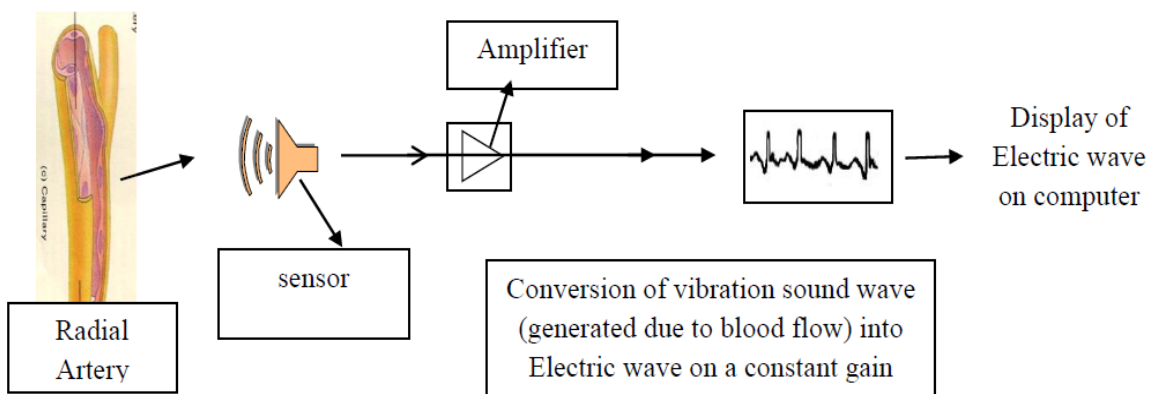 Amplifier
Display of
Electric wave
on computer
(c) Capillary
sensor
Radial
Artery
Conversion of vibration sound wave
(generated due to blood flow) into
Electric wave on a constant gain